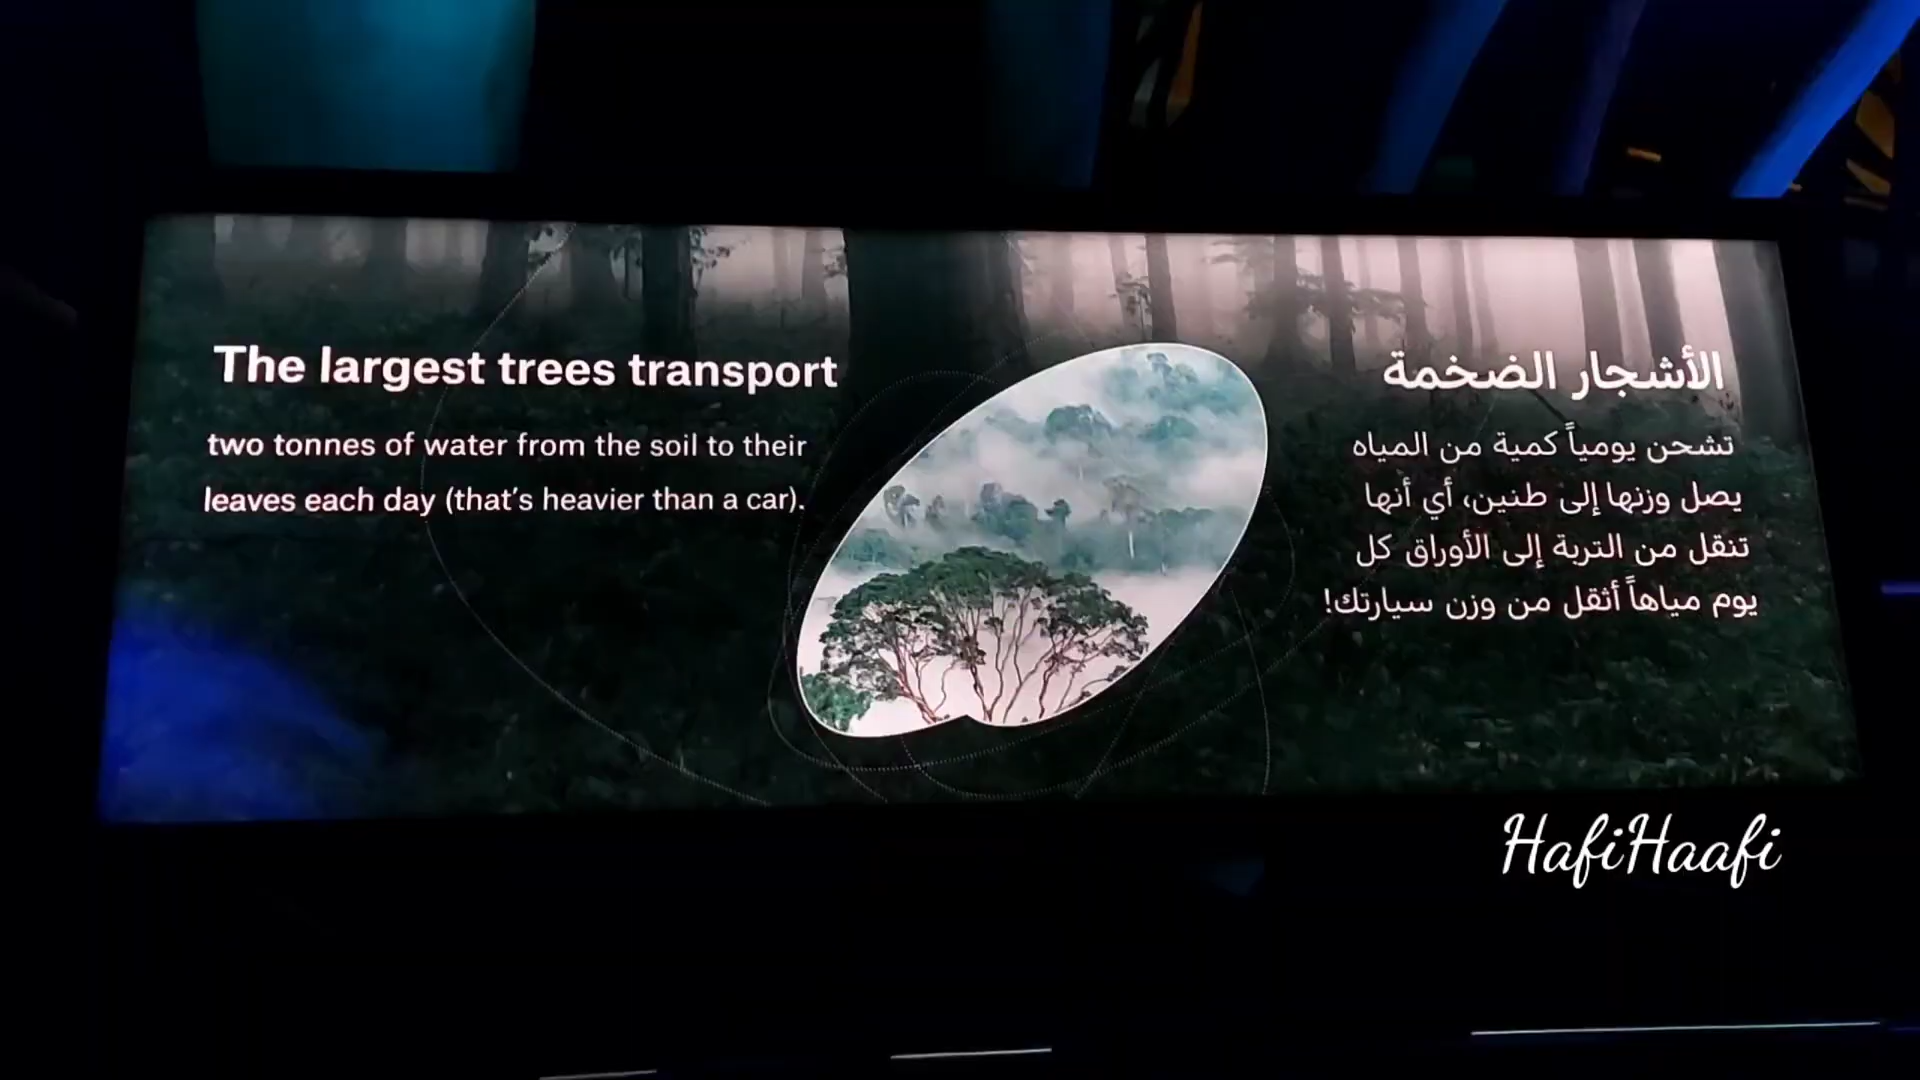 The largest trees transport
two tonnes of water from the soil to their
leaves each day (that's heavier than a car).
الأشجار الضخمة
تشحن يومياً كمية من المياه
يصل وزنها إلى طنين، أي أنها
تنقل من التربة إلى الأوراق كل
يوم مياهاً أثقل من وزن سيارتك!
HafiHaafi